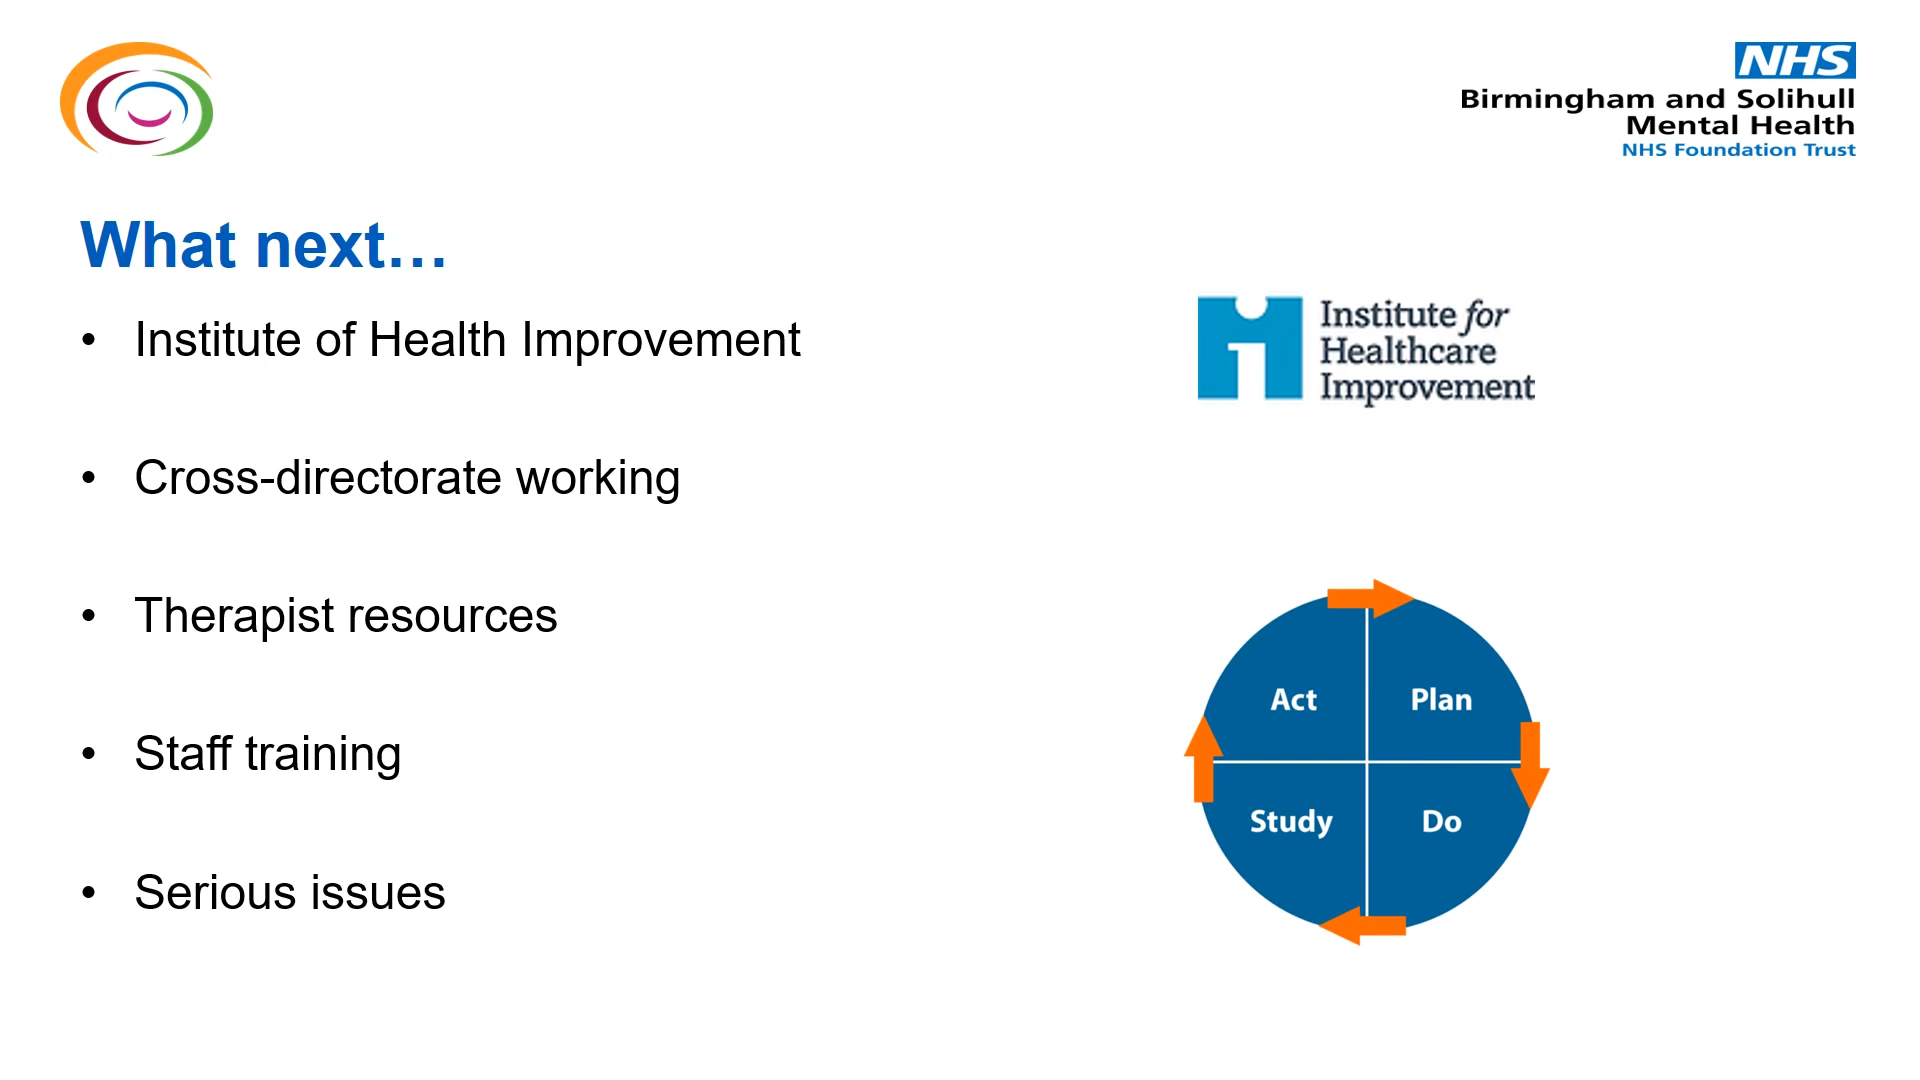 NHS
Birmingham and Solihull
Mental Health
NHS Foundation Trust
What next…
• Institute of Health Improvement
• Cross-directorate working
• Therapist resources
• Staff training
• Serious issues
Institute for
Healthcare
Improvement
Act
Plan
Study
Do